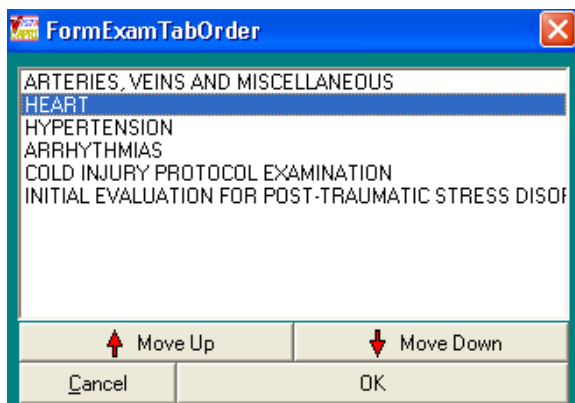 FormExamTabOrder
ARTERIES, VEINS AND MISCELLANEOUS
HEART
HYPERTENSION
ARRHYTHMIAS
COLD INJURY PROTOCOL EXAMINATION
INITIAL EVALUATION FOR POST-TRAUMATIC STRESS DISOR
Move Up Move Down
Cancel OK